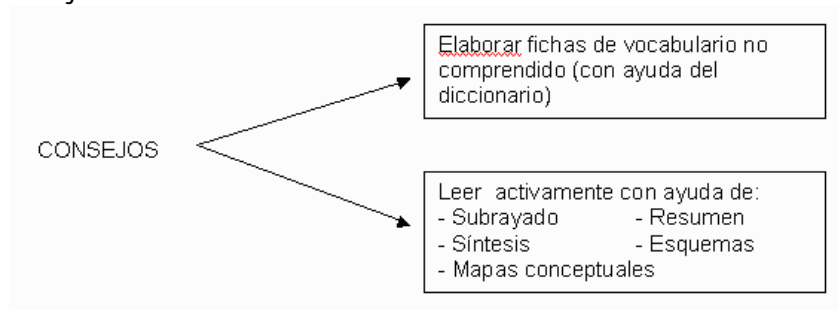 Elaborar fichas de vocabulario no
comprendido (con ayuda del
diccionario)
CONSEJOS
Leer activamente con ayuda de:
- Subrayado - Resumen
- Síntesis - Esquemas
- Mapas conceptuales